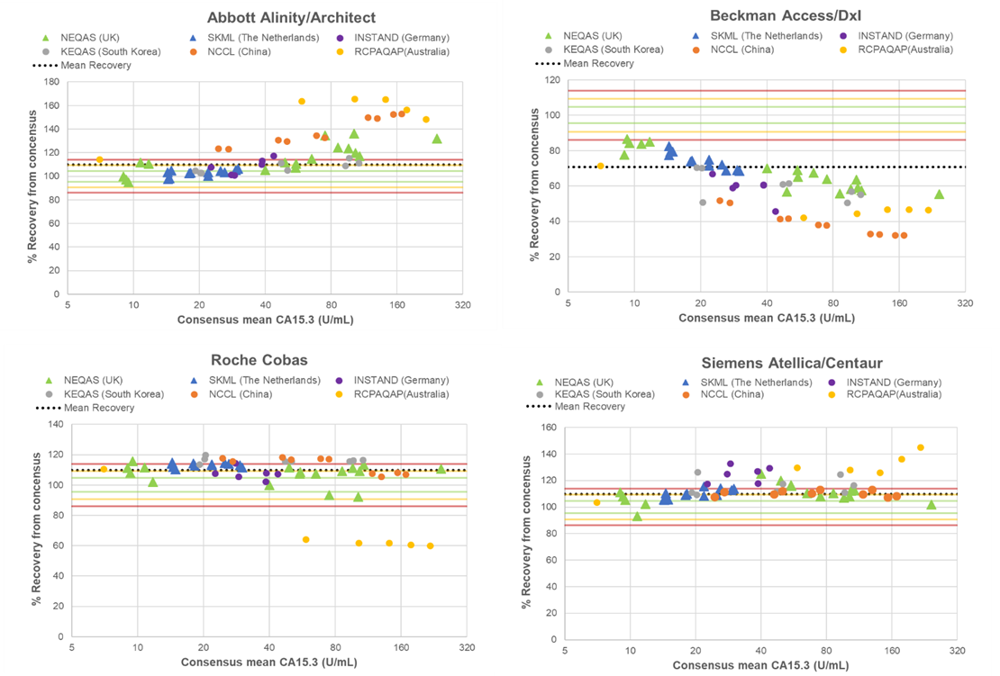 Abbott Alinity/Architect
NEQAS (UK) SKML (The Netherlands) INSTAND (Germany)
KEQAS (South Korea) NCCL (China) RCPAQAP(Australia)
Mean Recovery
% Recovery from concensus
180
160
140
120
100
80
60
40
20
0
5 10 20 40 80 160 320
Consensus mean CA15.3 (U/mL)
Beckman Access/DxI
NEQAS (UK) SKML (The Netherlands) INSTAND (Germany)
KEQAS (South Korea) NCCL (China) RCPAQAP(Australia)
Mean Recovery
% Recovery from concensus
120
100
80
60
40
20
0
5 10 20 40 80 160 320
Consensus mean CA15.3 (U/mL)
Roche Cobas
NEQAS (UK) SKML (The Netherlands) INSTAND (Germany)
KEQAS (South Korea) NCCL (China) RCPAQAP(Australia)
Mean Recovery
% Recovery from concensus
140
120
100
80
60
40
20
0
5 10 20 40 80 160 320
Consensus mean CA15.3 (U/mL)
Siemens Atellica/Centaur
NEQAS (UK) SKML (The Netherlands) INSTAND (Germany)
KEQAS (South Korea) NCCL (China) RCPAQAP(Australia)
Mean Recovery
% Recovery from concensus
160
140
120
100
80
60
40
20
0
5 10 20 40 80 160 320
Consensus mean CA15.3 (U/mL)